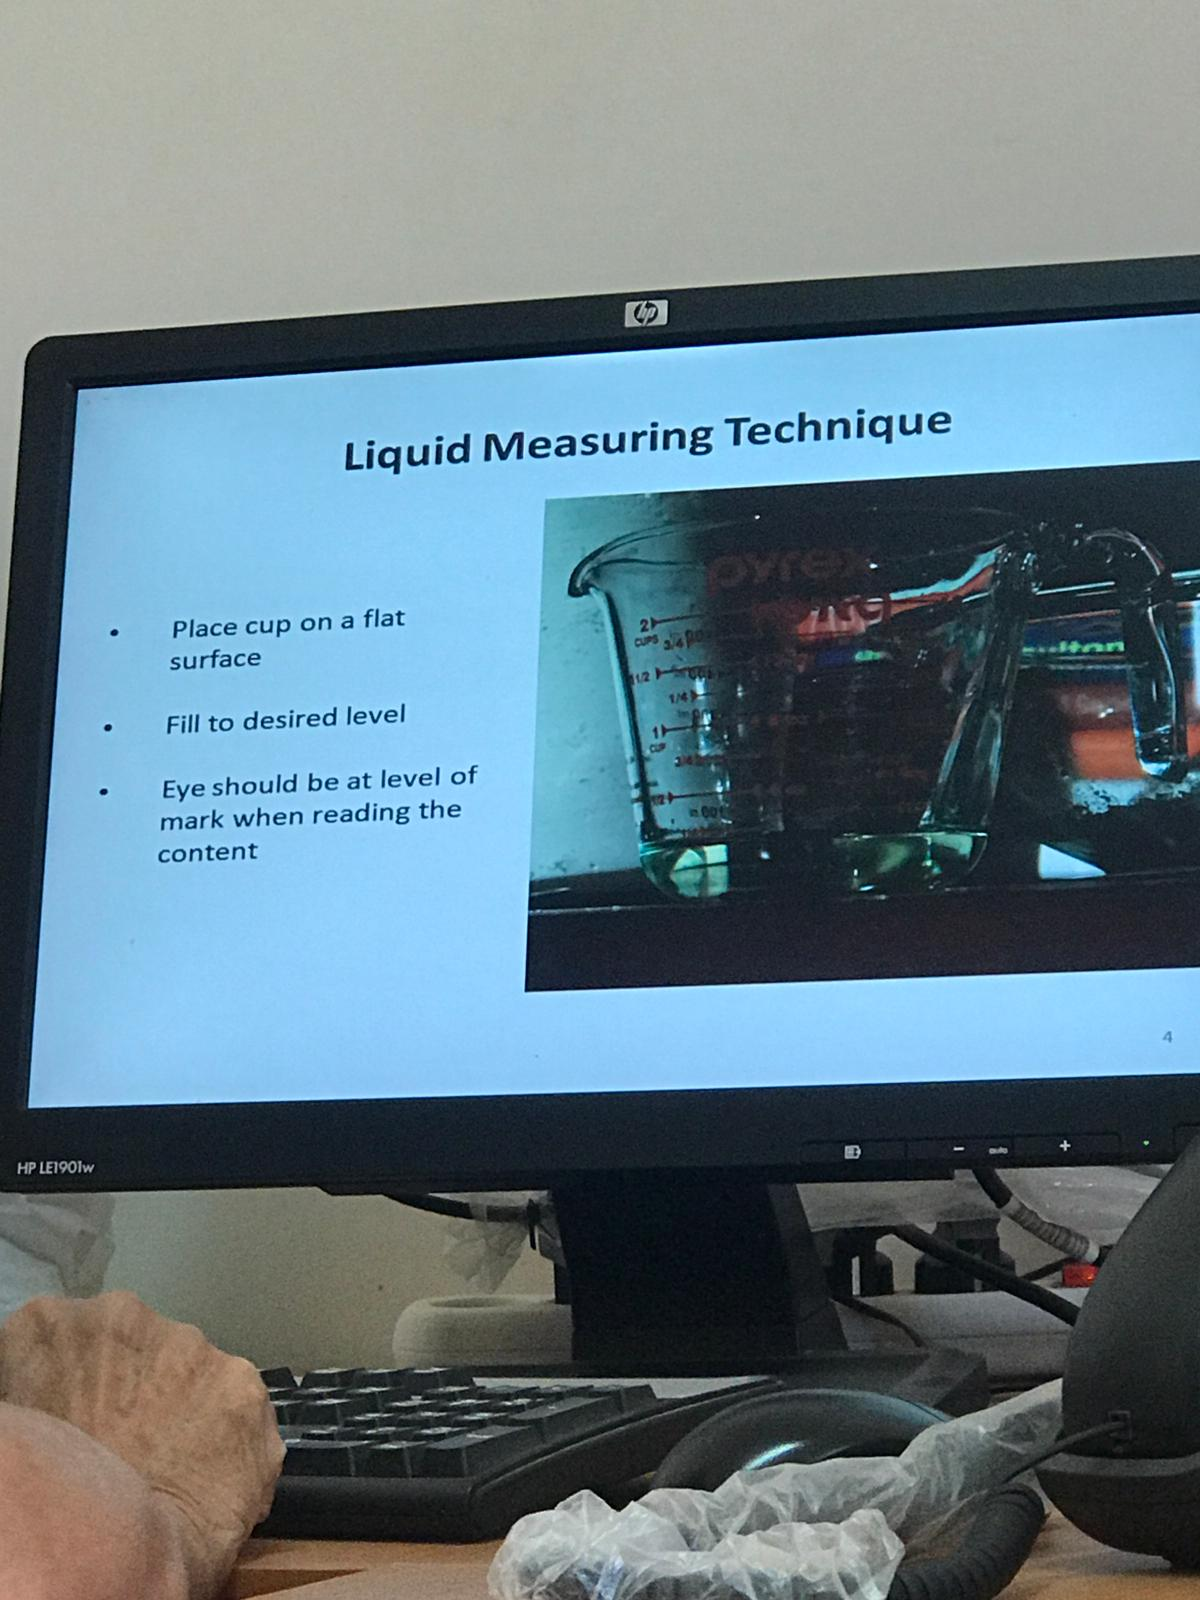 hp
Liquid Measuring Technique
• Place cup on a flat
surface
• Fill to desired level
• Eye should be at level of
mark when reading the
content
pyrex
2
CUPS 3/4
1 1/2
1/4
1
CUP
3/4
1/2
4
HP LE1901w
− auto +